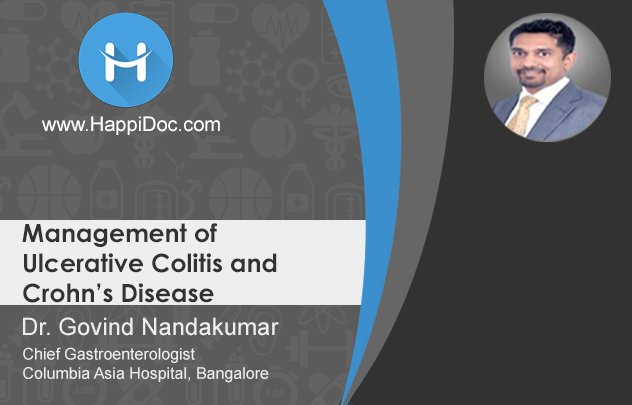 www.HappiDoc.com
Management of
Ulcerative Colitis and
Crohn's Disease
Dr. Govind Nandakumar
Chief Gastroenterologist
Columbia Asia Hospital, Bangalore